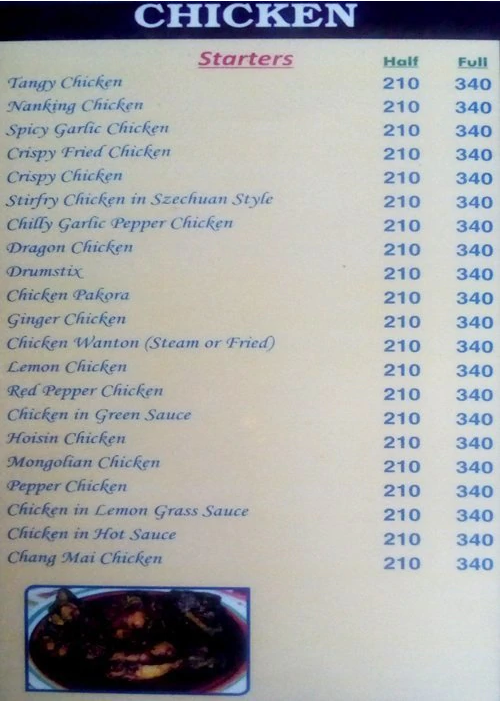 CHICKEN
Starters Half Full
Tangy Chicken 210 340
Nanking Chicken 210 340
Spicy Garlic Chicken 210 340
Crispy Fried Chicken 210 340
Crispy Chicken 210 340
Stirfry Chicken in Szechuan Style 210 340
Chilly Garlic Pepper Chicken 210 340
Dragon Chicken 210 340
Drumstix 210 340
Chicken Pakora 210 340
Ginger Chicken 210 340
Chicken Wanton (Steam or Fried) 210 340
Lemon Chicken 210 340
Red Pepper Chicken 210 340
Chicken in Green Sauce 210 340
Hoisin Chicken 210 340
Mongolian Chicken 210 340
Pepper Chicken 210 340
Chicken in Lemon Grass Sauce 210 340
Chicken in Hot Sauce 210 340
Chang Mai Chicken 210 340